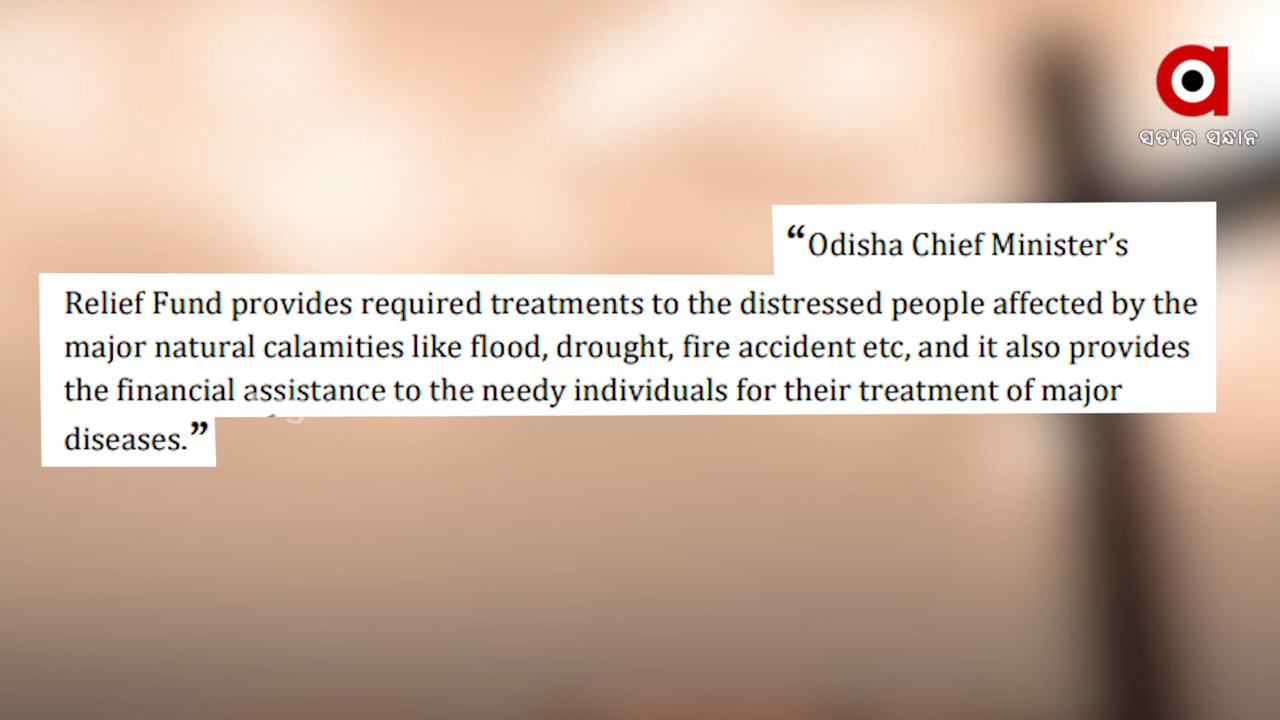 ସତ୍ୟର ସନ୍ଧାନ
“Odisha Chief Minister’s
Relief Fund provides required treatments to the distressed people affected by the
major natural calamities like flood, drought, fire accident etc, and it also provides
the financial assistance to the needy individuals for their treatment of major
diseases.”